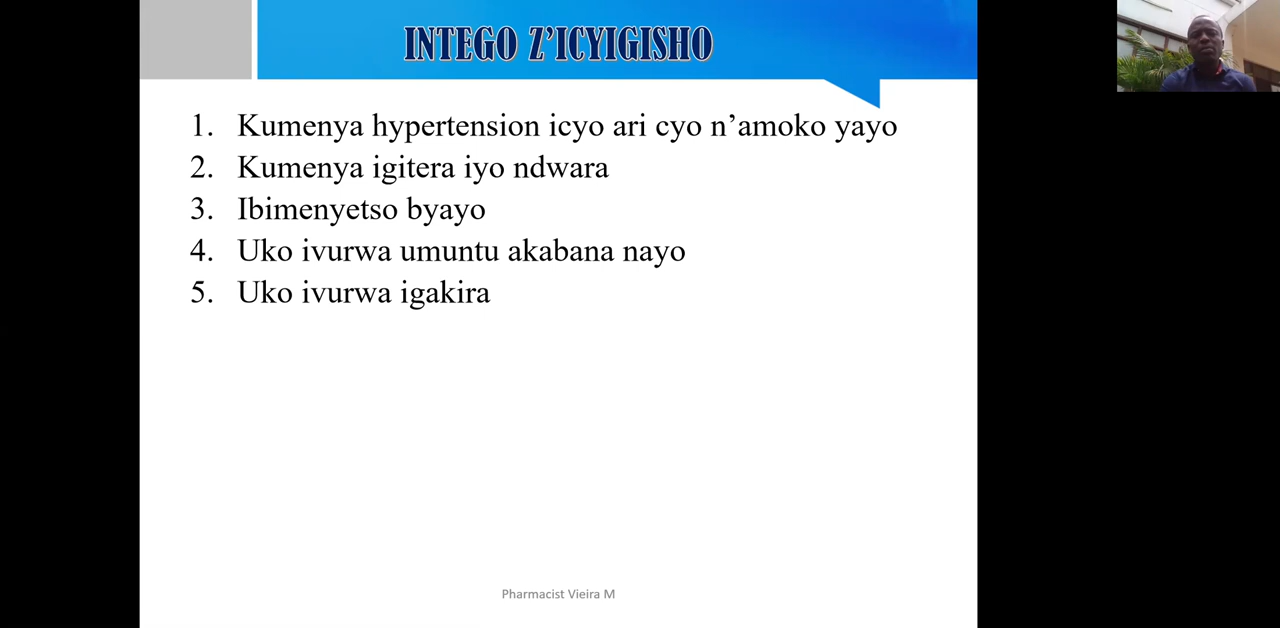 INTEGO Z’ICYIGISHO
1. Kumenya hypertension icyo ari cyo n’amoko yayo
2. Kumenya igitera iyo ndwara
3. Ibimenyetso byayo
4. Uko ivurwa umuntu akabana nayo
5. Uko ivurwa igakira
Pharmacist Vieira M